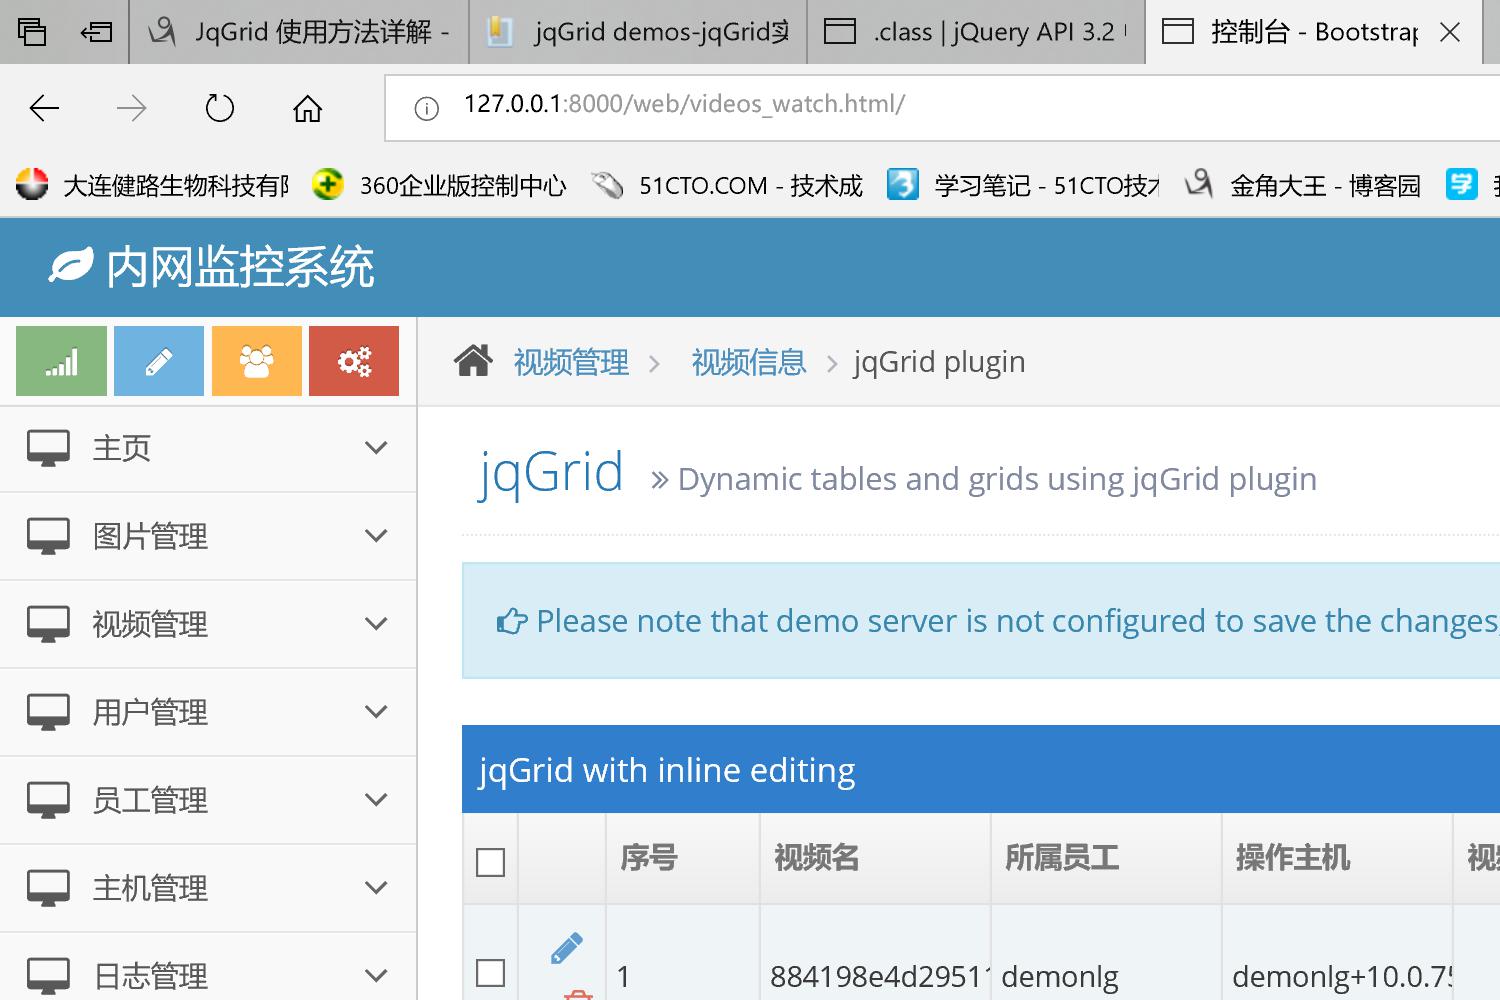 JqGrid 使用方法详解 -
jqGrid demos-jqGrid实
.class | jQuery API 3.2
控制台 - Bootstrap
127.0.0.1:8000/web/videos_watch.html/
大连健路生物科技有限
360企业版控制中心
51CTO.COM - 技术成
学习笔记 - 51CTO技术
金角大王 - 博客园
学
内网监控系统
视频管理 > 视频信息 > jqGrid plugin
主页
图片管理
视频管理
用户管理
员工管理
主机管理
日志管理
jqGrid » Dynamic tables and grids using jqGrid plugin
Please note that demo server is not configured to save the changes,
jqGrid with inline editing
序号 视频名 所属员工 操作主机 视
1 884198e4d29511 demonlg demonlg+10.0.75